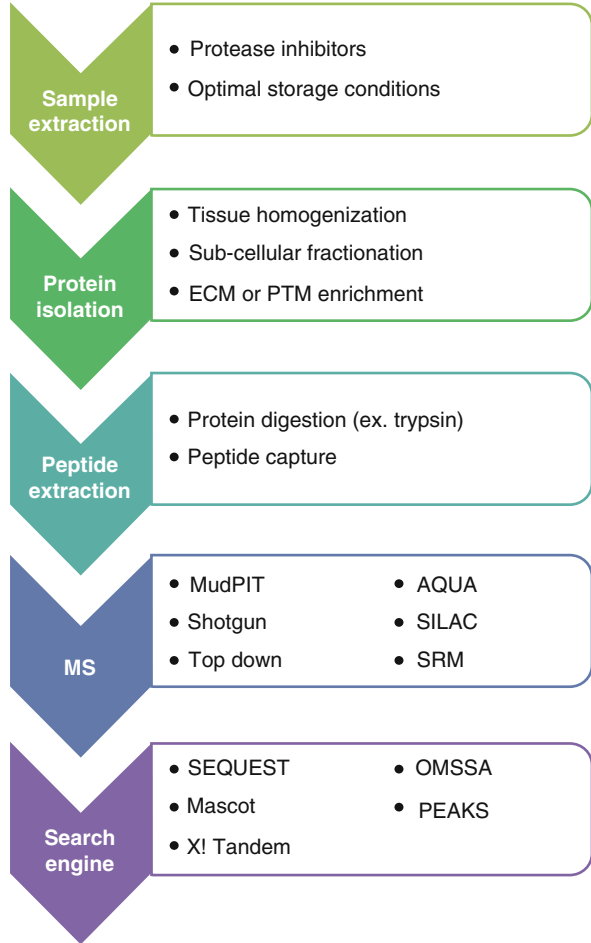 Sample
extraction
• Protease inhibitors
• Optimal storage conditions
Protein
isolation
• Tissue homogenization
• Sub-cellular fractionation
• ECM or PTM enrichment
Peptide
extraction
• Protein digestion (ex. trypsin)
• Peptide capture
MS
• MudPIT
• Shotgun
• Top down
• AQUA
• SILAC
• SRM
Search
engine
• SEQUEST
• Mascot
• X! Tandem
• OMSSA
• PEAKS